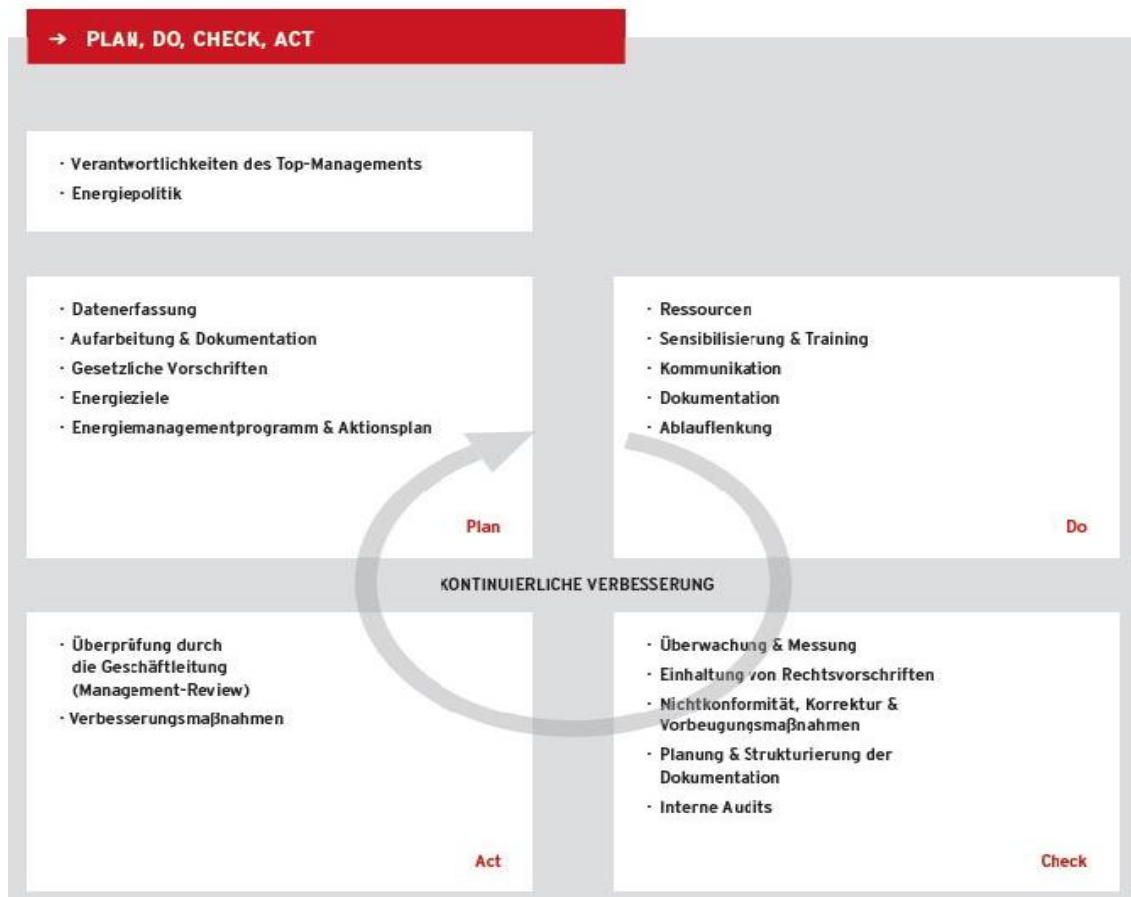 → PLAN, DO, CHECK, ACT
· Verantwortlichkeiten des Top-Managements
· Energiepolitik
· Datenerfassung
· Aufarbeitung & Dokumentation
· Gesetzliche Vorschriften
· Energieziele
· Energiemanagementprogramm & Aktionsplan
Plan
· Ressourcen
· Sensibilisierung & Training
· Kommunikation
· Dokumentation
· Ablauflenkung
Do
KONTINUIERLICHE VERBESSERUNG
· Überprüfung durch
die Geschäftleitung
(Management-Review)
· Verbesserungsmaßnahmen
Act
· Überwachung & Messung
· Einhaltung von Rechtsvorschriften
· Nichtkonformität, Korrektur &
Vorbeugungsmaßnahmen
· Planung & Strukturierung der
Dokumentation
· Interne Audits
Check